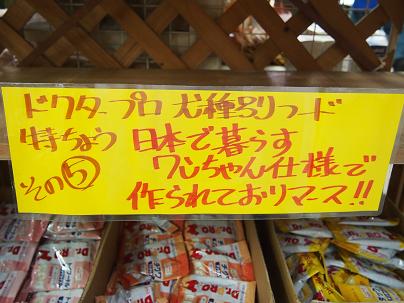 ドクタープロ 犬種別フード
特ちょう 日本で暮らす
その⑤ ワンちゃん仕様で
作られておりマース!!
Dr.PRO